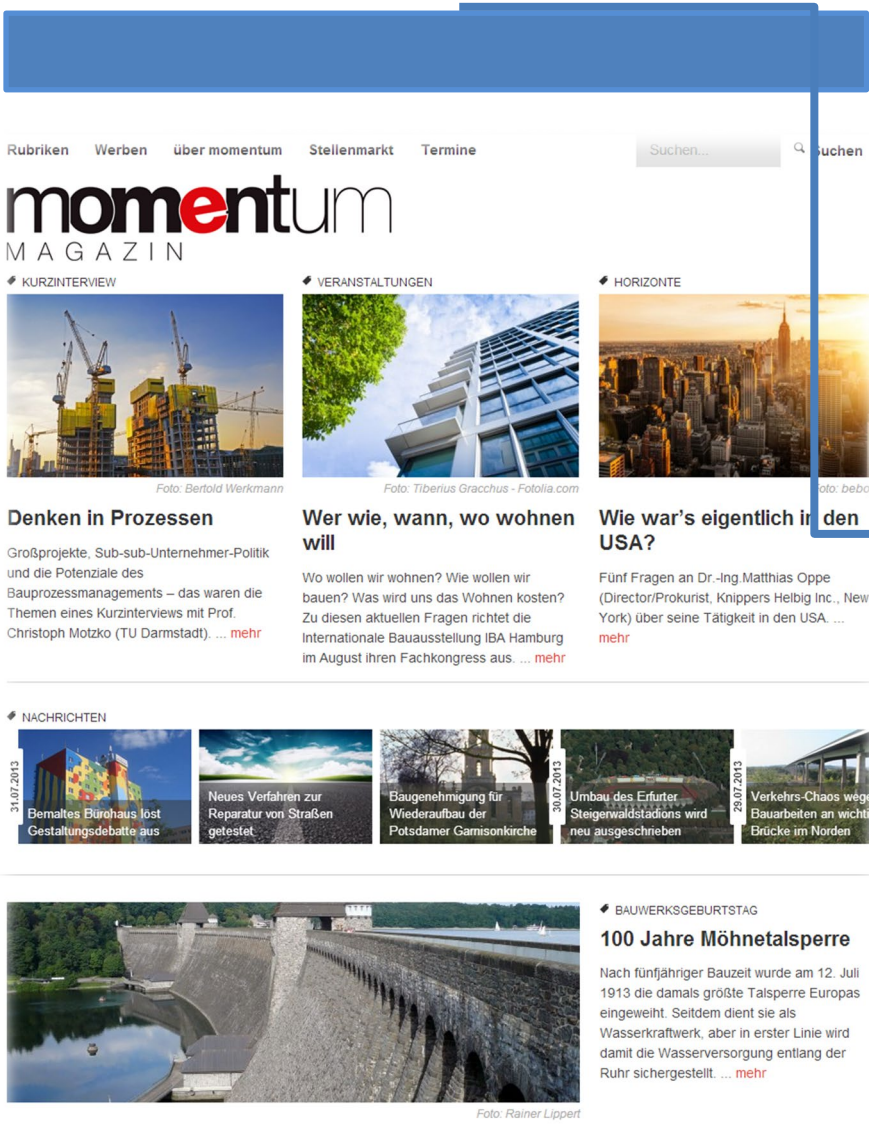 Rubriken Werben über momentum Stellenmarkt Termine Suchen... Suchen
momentum
MAGAZIN
KURZINTERVIEW
Foto: Bertold Werkmann
Denken in Prozessen
Großprojekte, Sub-sub-Unternehmer-Politik
und die Potenziale des
Bauprozessmanagements – das waren die
Themen eines Kurzinterviews mit Prof.
Christoph Motzko (TU Darmstadt). ... mehr
VERANSTALTUNGEN
Foto: Tiberius Gracchus - Fotolia.com
Wer wie, wann, wo wohnen
will
Wo wollen wir wohnen? Wie wollen wir
bauen? Was wird uns das Wohnen kosten?
Zu diesen aktuellen Fragen richtet die
Internationale Bauausstellung IBA Hamburg
im August ihren Fachkongress aus. ... mehr
HORIZONTE
Foto: bebo
Wie war's eigentlich in den
USA?
Fünf Fragen an Dr.-Ing.Matthias Oppe
(Director/Prokurist, Knippers Helbig Inc., New
York) über seine Tätigkeit in den USA. ...
mehr
NACHRICHTEN
31.07.2013
Bemaltes Bürohaus löst
Gestaltungsdebatte aus
Neues Verfahren zur
Reparatur von Straßen
getestet
Baugenehmigung für
Wiederaufbau der
Potsdamer Garnisonkirche
30.07.2013
Umbau des Erfurter
Steigerwaldstadions wird
neu ausgeschrieben
29.07.2013
Verkehrs-Chaos wege
Bauarbeiten an wichti
Brücke im Norden
Foto: Rainer Lippert
BAUWERKSGEBURTSTAG
100 Jahre Möhnetalsperre
Nach fünfjähriger Bauzeit wurde am 12. Juli
1913 die damals größte Talsperre Europas
eingeweiht. Seitdem dient sie als
Wasserkraftwerk, aber in erster Linie wird
damit die Wasserversorgung entlang der
Ruhr sichergestellt. ... mehr